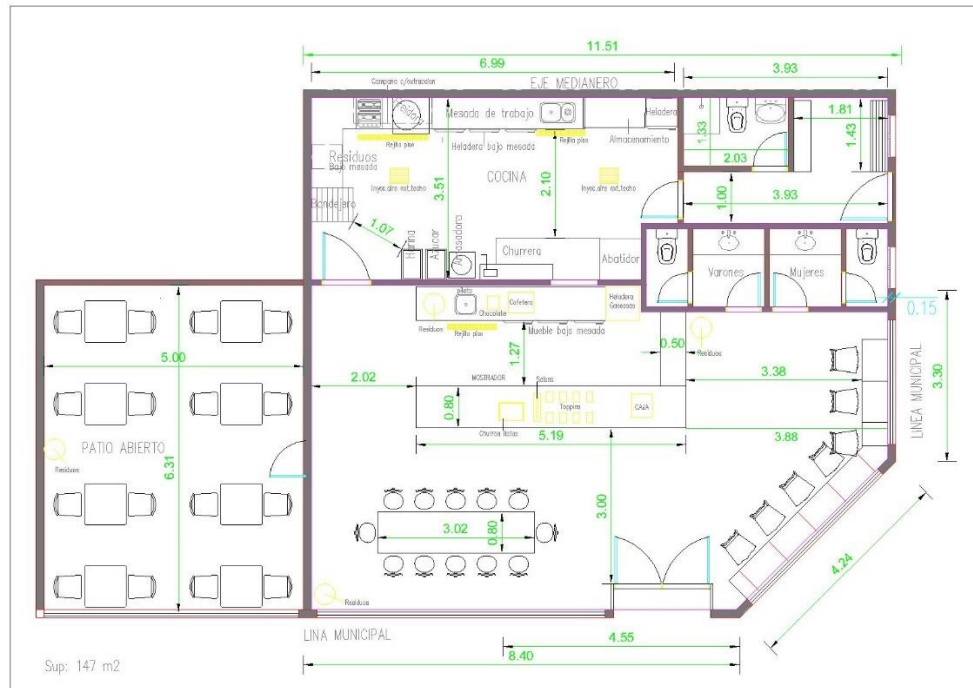 11.51
6.99
EJE MEDIANERO
3.93
Campana c/extraccion
Mesada de trabajo
Heladera
1.81
1.43
1.33
2.03
Rejilla piso
Heladera bajo mesada
Rejilla piso
Almacenamiento
Residuos
Bajo mesada
COCINA
3.51
2.10
Inyec.aire ext.techo
Inyec.aire ext.techo
1.00
3.93
Bandejero
1.07
Harina
Azucar
Amasadora
Churrera
Abatidor
Varones
Mujeres
pileta
Chocolate
Cafetera
Heladera
Gaseosas
Residuos
Rejilla piso
Mueble bajo mesada
0.15
0.50
Residuos
1.27
5.00
2.02
MOSTRADOR
Salsas
3.38
3.30
LINEA MUNICIPAL
0.80
Toppins
CAJA
Churros Rotos
5.19
3.88
PATIO ABIERTO
Residuos
6.31
3.00
3.02
0.80
4.24
Residuos
LINA MUNICIPAL
4.55
8.40
Sup: 147 m2